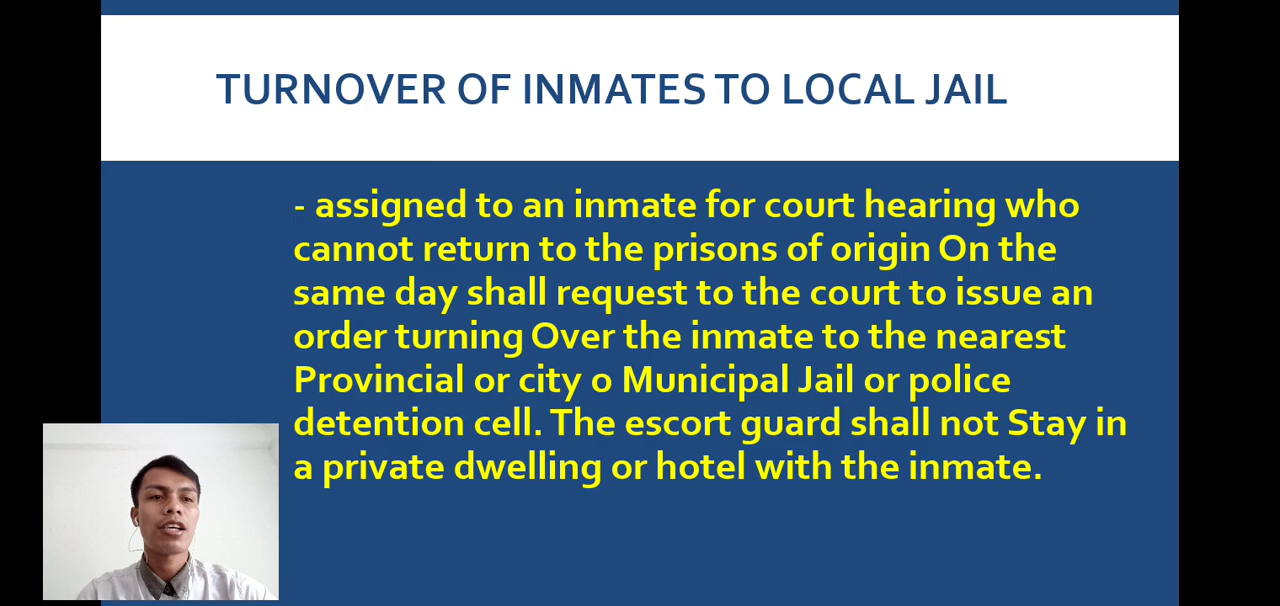 TURNOVER OF INMATES TO LOCAL JAIL
- assigned to an inmate for court hearing who
cannot return to the prisons of origin On the
same day shall request to the court to issue an
order turning Over the inmate to the nearest
Provincial or city o Municipal Jail or police
detention cell. The escort guard shall not Stay in
a private dwelling or hotel with the inmate.